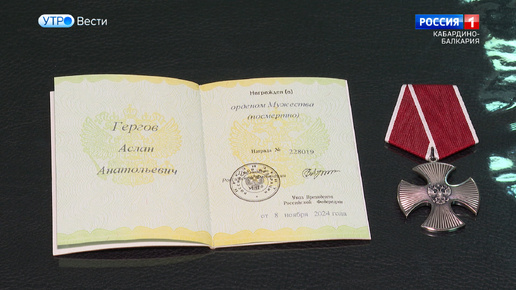 УТРО Вести
РОССИЯ 1
КАБАРДИНО-
БАЛКАРИЯ
Гергов
Аслан
Анатольевич
Награжден (а)
орденом Мужества
(посмертно)
Награда № 228019
Указ Президента
Российской Федерации
от 8 ноября 2024 года